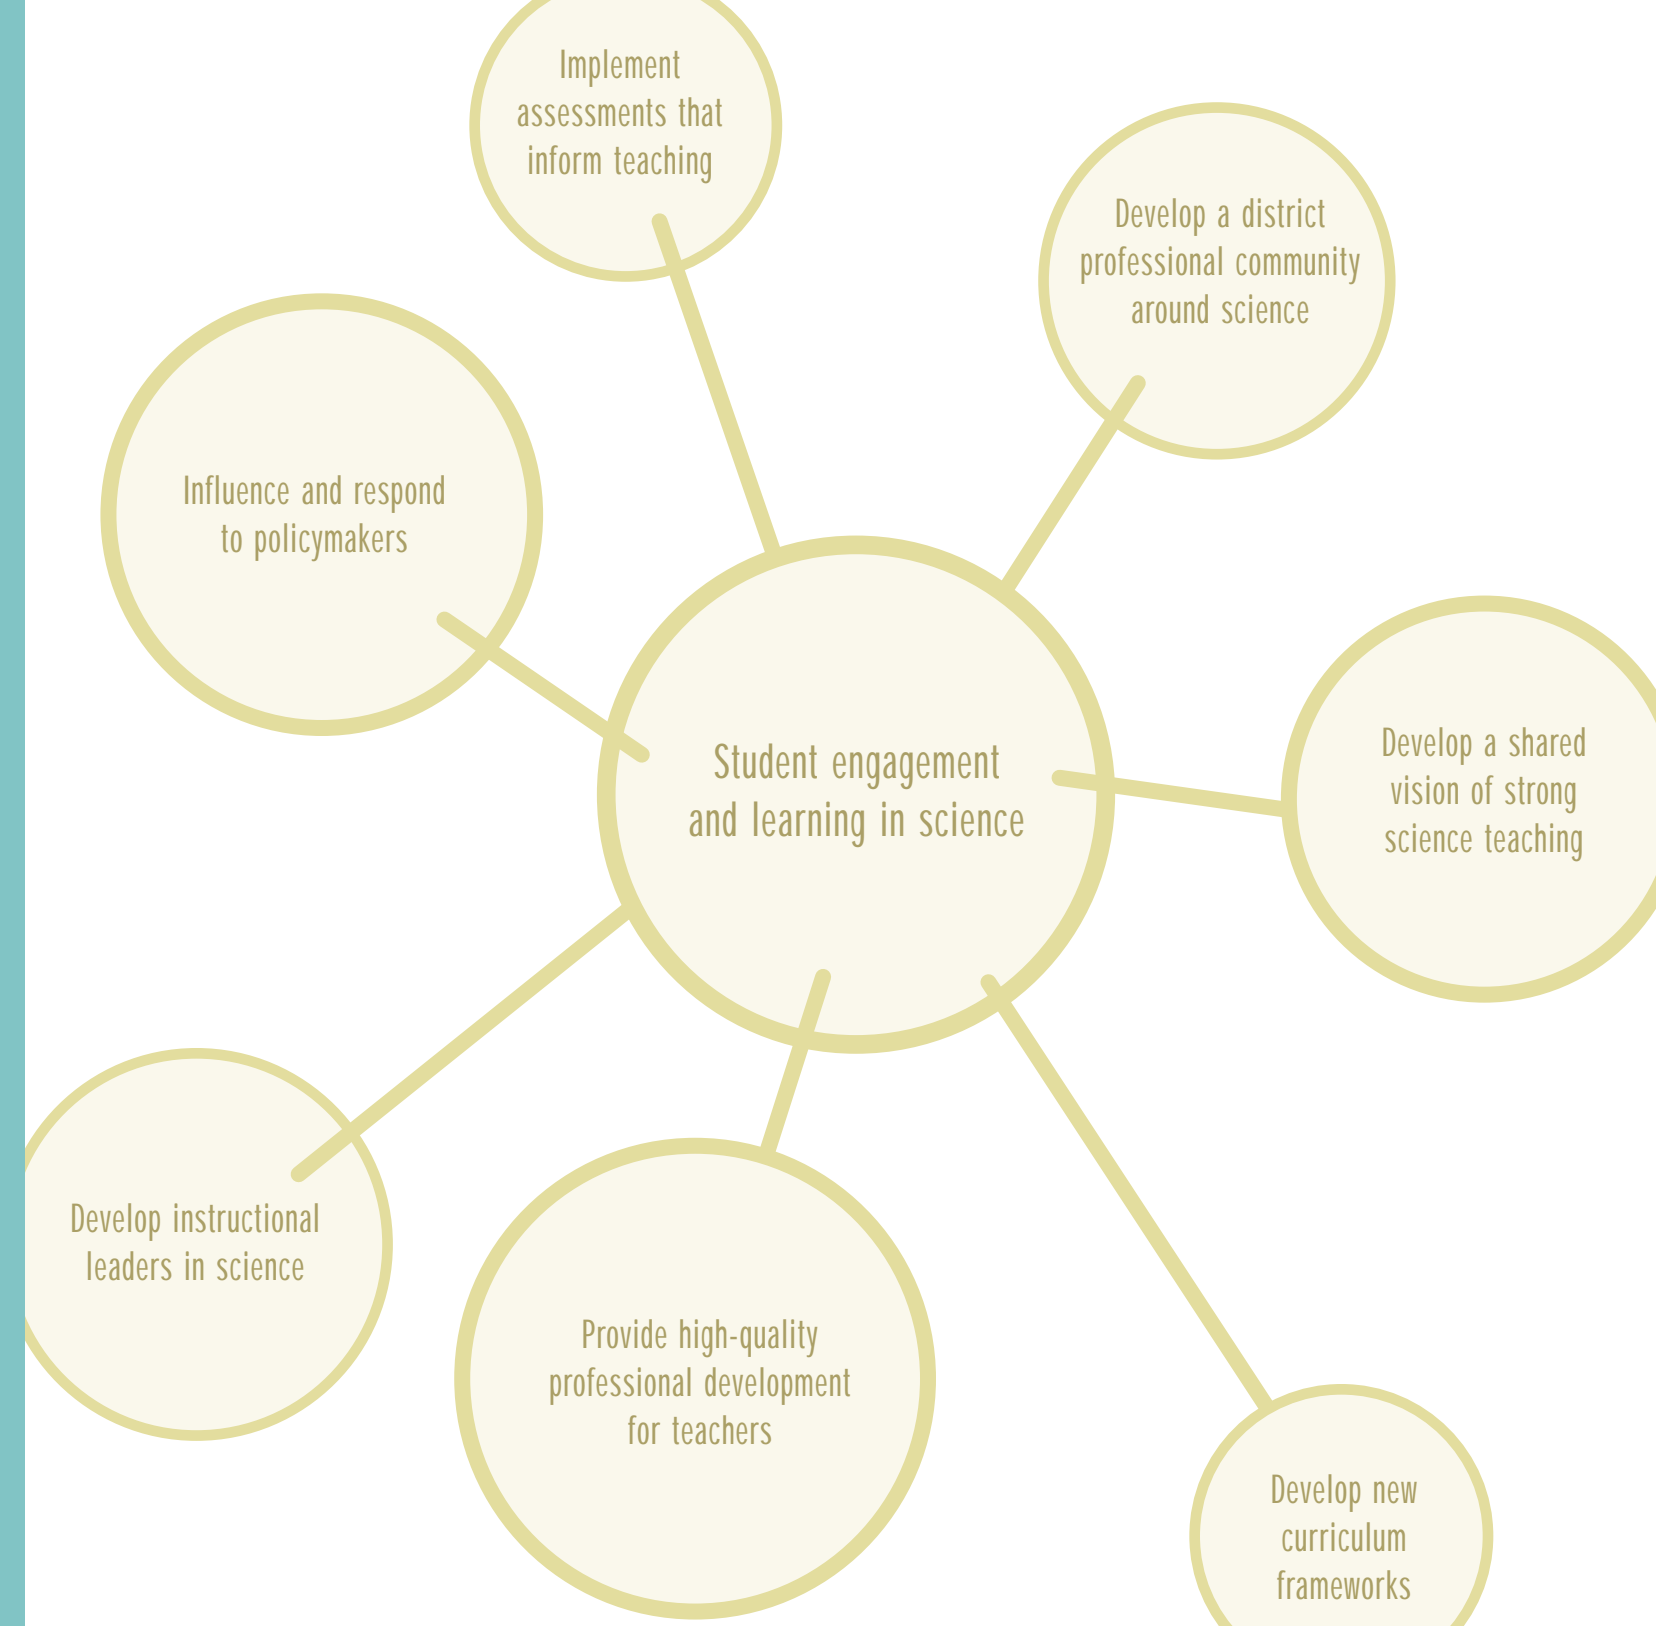 Implement
assessments that
inform teaching
Develop a district
professional community
around science
Influence and respond
to policymakers
Student engagement
and learning in science
Develop a shared
vision of strong
science teaching
Develop instructional
leaders in science
Provide high-quality
professional development
for teachers
Develop new
curriculum
frameworks